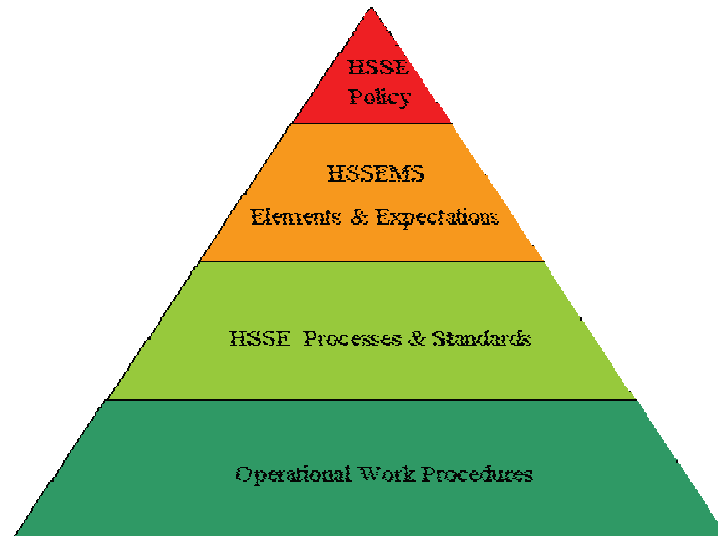 HSSE
Policy
HSSEMS
Elements & Expectations
HSSE Processes & Standards
Operational Work Procedures